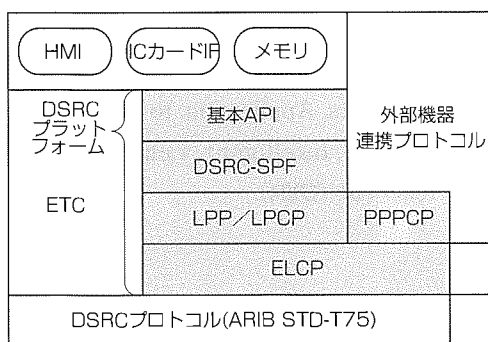 HMI
ICカードIF
メモリ
DSRC
プラット
フォーム
ETC
基本API
DSRC-SPF
LPP/LPCP
ELCP
外部機器
連携プロトコル
PPPCP
DSRCプロトコル(ARIB STD-T75)